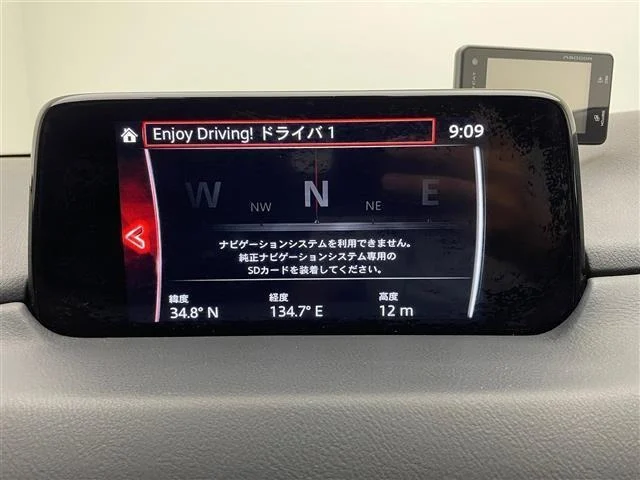 Enjoy Driving! ドライバ 1
9:09
W NW N NE E
ナビゲーションシステムを利用できません。
純正ナビゲーションシステム専用の
SDカードを装着してください。
緯度 経度 高度
34.8° N 134.7° E 12 m